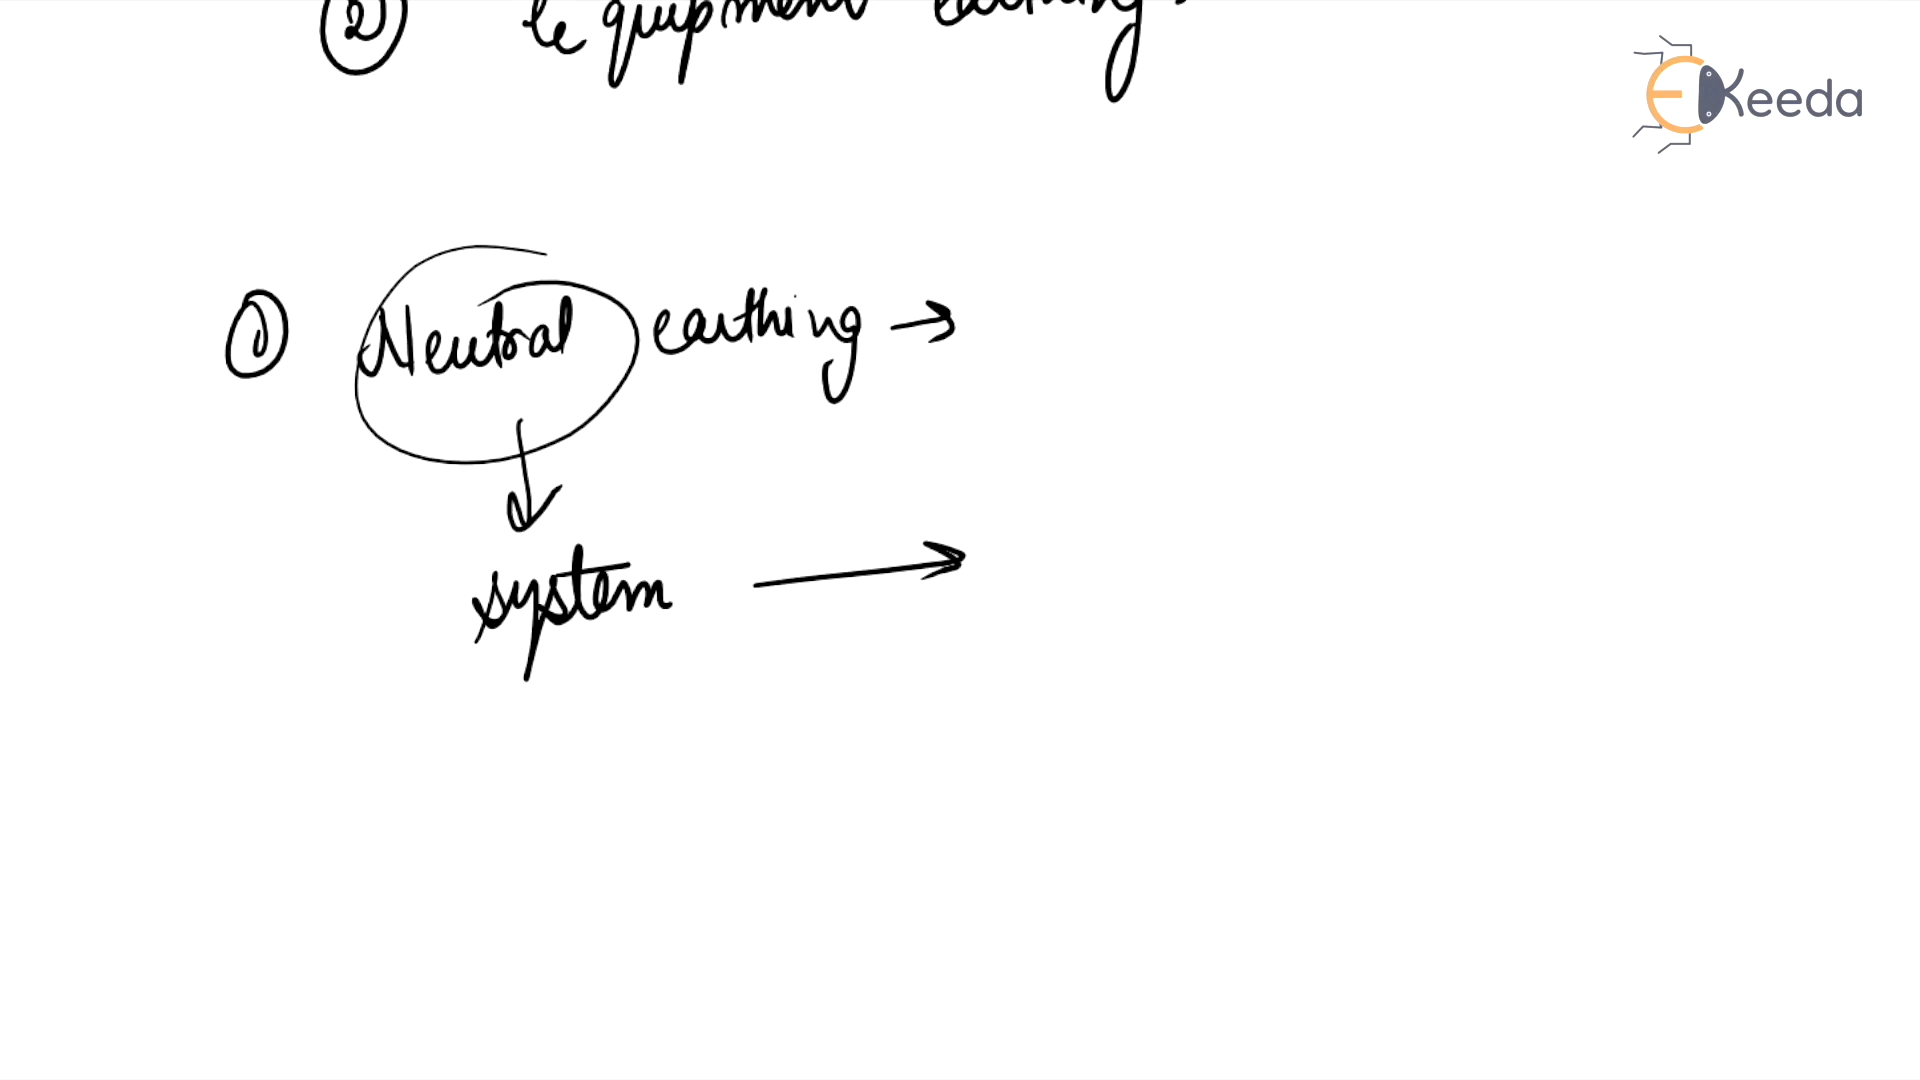 ② Equipment earthing.
EKeeda
① Neutral earthing →
↓
system →